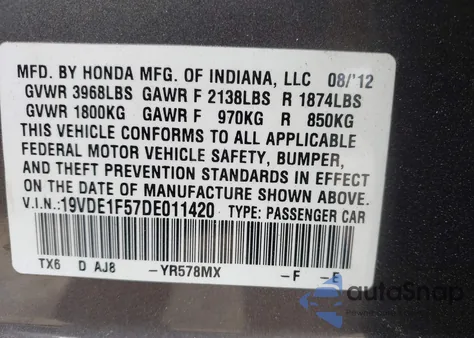 MFD. BY HONDA MFG. OF INDIANA, LLC 08/'12
GVWR 3968LBS GAWR F 2138LBS R 1874LBS
GVWR 1800KG GAWR F 970KG R 850KG
THIS VEHICLE CONFORMS TO ALL APPLICABLE
FEDERAL MOTOR VEHICLE SAFETY, BUMPER,
AND THEFT PREVENTION STANDARDS IN EFFECT
ON THE DATE OF MANUFACTURE SHOWN ABOVE.
V.I.N.:19VDE1F57DE011420 TYPE: PASSENGER CAR
TX6 D AJ8 -YR578MX -F -F
autoSnap